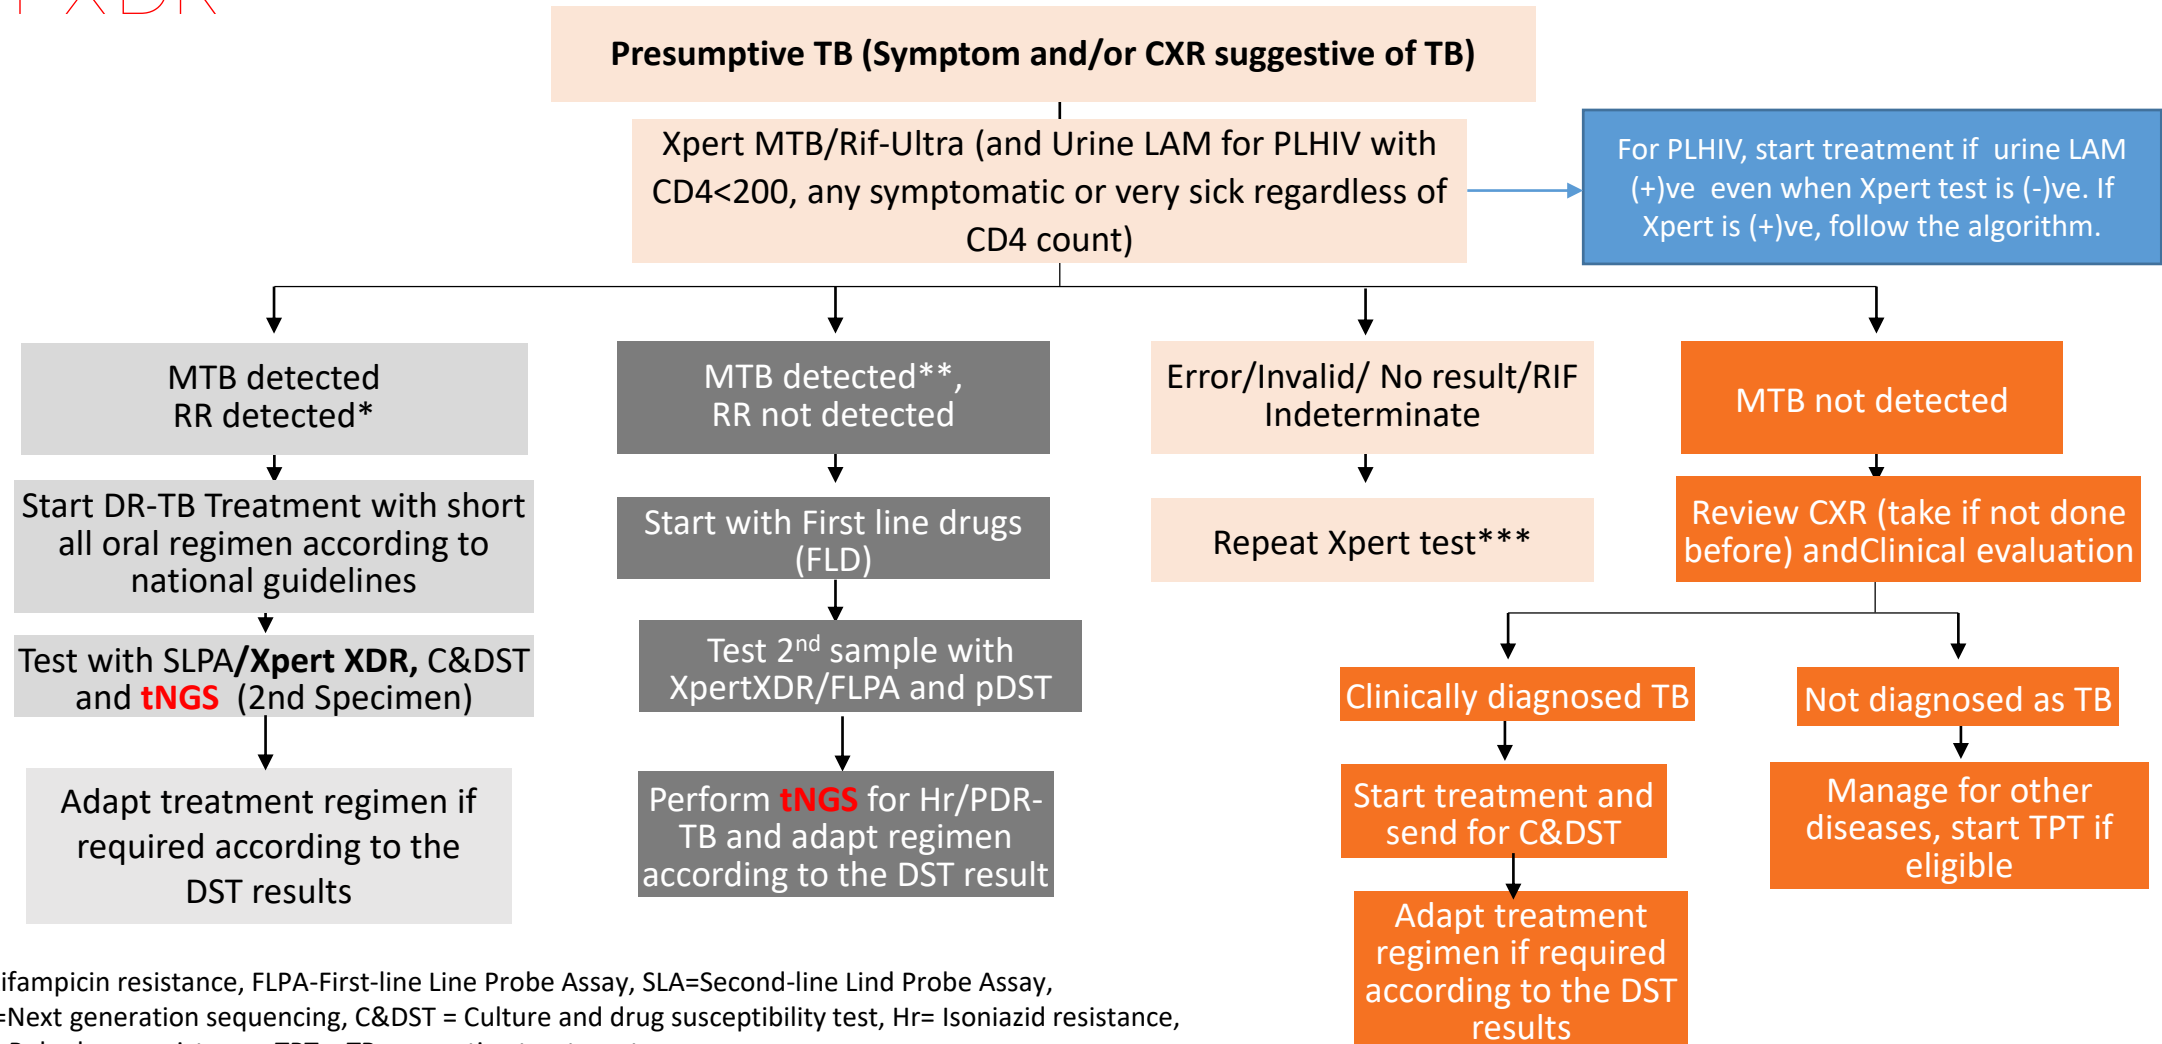 XDR
Presumptive TB (Symptom and/or CXR suggestive of TB)
Xpert MTB/Rif-Ultra (and Urine LAM for PLHIV with
CD4<200, any symptomatic or very sick regardless of
CD4 count)
For PLHIV, start treatment if urine LAM
(+)ve even when Xpert test is (-)ve. If
Xpert is (+)ve, follow the algorithm.
MTB detected
RR detected*
MTB detected**,
RR not detected
Error/Invalid/ No result/RIF
Indeterminate
MTB not detected
Start DR-TB Treatment with short
all oral regimen according to
national guidelines
Start with First line drugs
(FLD)
Repeat Xpert test***
Review CXR (take if not done
before) andClinical evaluation
Test with SLPA/Xpert XDR, C&DST
and tNGS (2nd Specimen)
Test 2nd sample with
XpertXDR/FLPA and pDST
Clinically diagnosed TB
Not diagnosed as TB
Adapt treatment regimen if
required according to the
DST results
Perform tNGS for Hr/PDR-
TB and adapt regimen
according to the DST result
Start treatment and
send for C&DST
Manage for other
diseases, start TPT if
eligible
Adapt treatment
regimen if required
according to the DST
results
ifampicin resistance, FLPA-First-line Line Probe Assay, SLA=Second-line Lind Probe Assay,
=Next generation sequencing, C&DST = Culture and drug susceptibility test, Hr= Isoniazid resistance,